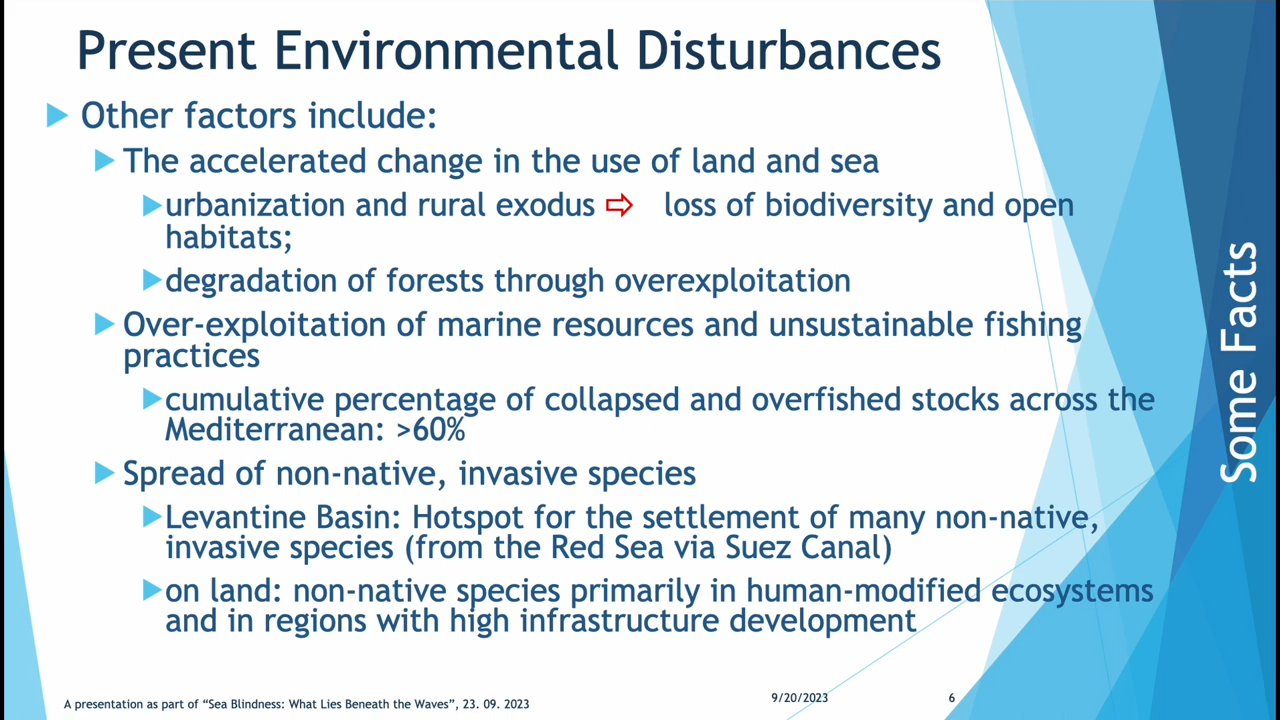 Present Environmental Disturbances
Other factors include:
The accelerated change in the use of land and sea
urbanization and rural exodus ⇨ loss of biodiversity and open
habitats;
degradation of forests through overexploitation
Over-exploitation of marine resources and unsustainable fishing
practices
cumulative percentage of collapsed and overfished stocks across the
Mediterranean: >60%
Spread of non-native, invasive species
Levantine Basin: Hotspot for the settlement of many non-native,
invasive species (from the Red Sea via Suez Canal)
on land: non-native species primarily in human-modified ecosystems
and in regions with high infrastructure development
Some Facts
A presentation as part of “Sea Blindness: What Lies Beneath the Waves”, 23. 09. 2023
9/20/2023
6